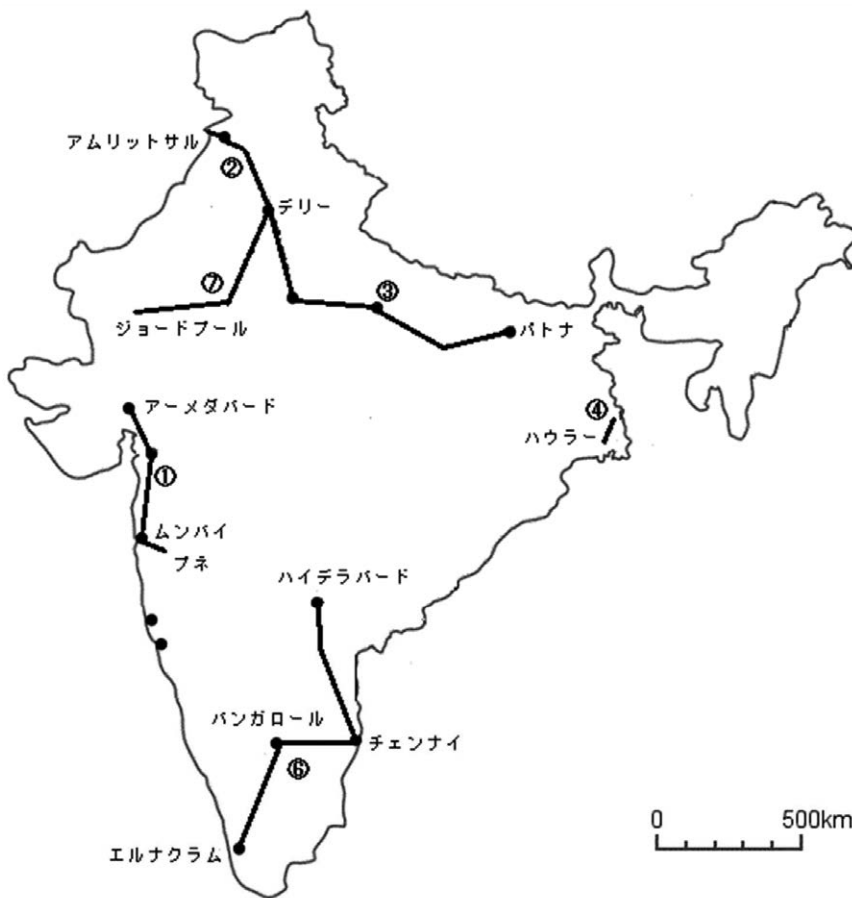 アムリットサル
②
デリー
⑦
③
ジョードプール
パトナ
アーメダバード
④
ハウラー
①
ムンバイ
プネ
ハイデラバード
バンガロール
チェンナイ
⑥
エルナクラム
0 500km